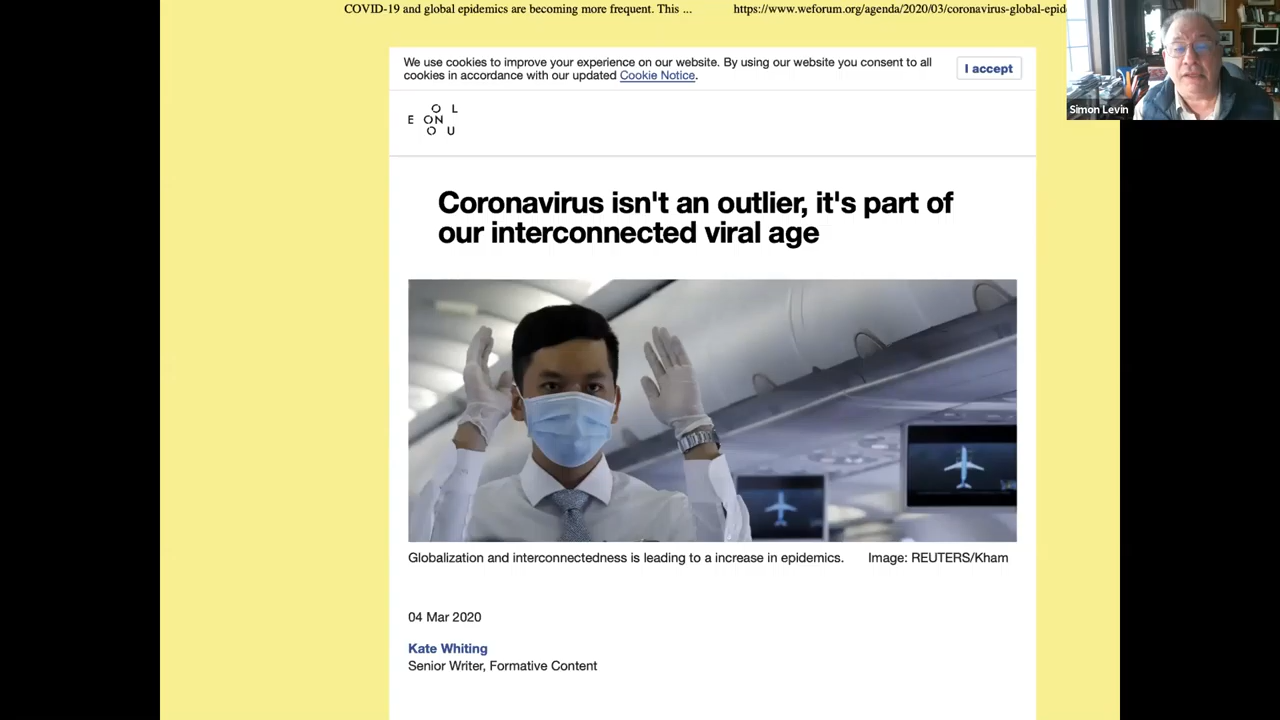 COVID-19 and global epidemics are becoming more frequent. This ... https://www.weforum.org/agenda/2020/03/coronavirus-global-epid
Simon Levin
We use cookies to improve your experience on our website. By using our website you consent to all
cookies in accordance with our updated Cookie Notice.
I accept
O L
E ON
O U
Coronavirus isn't an outlier, it's part of
our interconnected viral age
Globalization and interconnectedness is leading to a increase in epidemics. Image: REUTERS/Kham
04 Mar 2020
Kate Whiting
Senior Writer, Formative Content